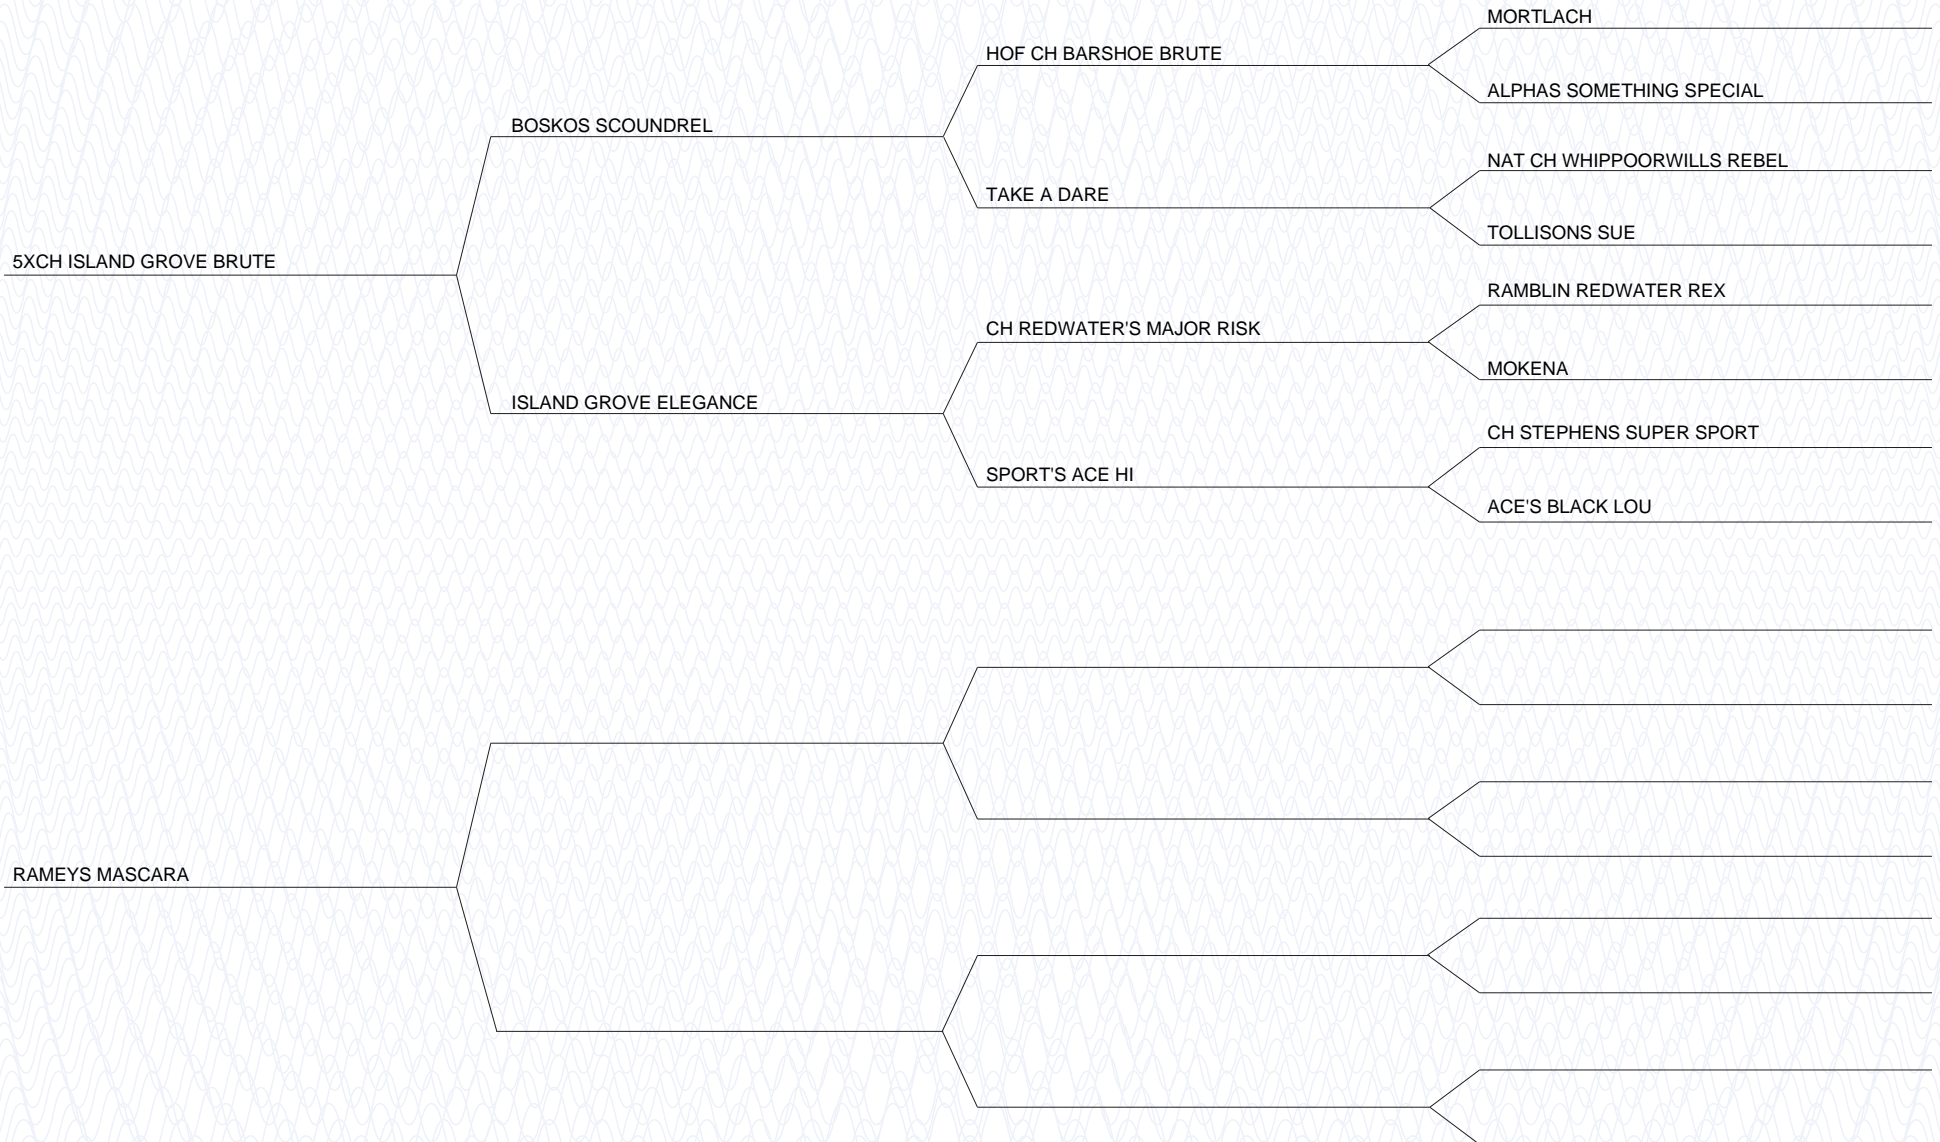 MORTLACH
HOF CH BARSHOE BRUTE
ALPHAS SOMETHING SPECIAL
BOSKOS SCOUNDREL
NAT CH WHIPPOORWILLS REBEL
TAKE A DARE
TOLLISONS SUE
5XCH ISLAND GROVE BRUTE
RAMBLIN REDWATER REX
CH REDWATER'S MAJOR RISK
MOKENA
ISLAND GROVE ELEGANCE
CH STEPHENS SUPER SPORT
SPORT'S ACE HI
ACE'S BLACK LOU
RAMEYS MASCARA